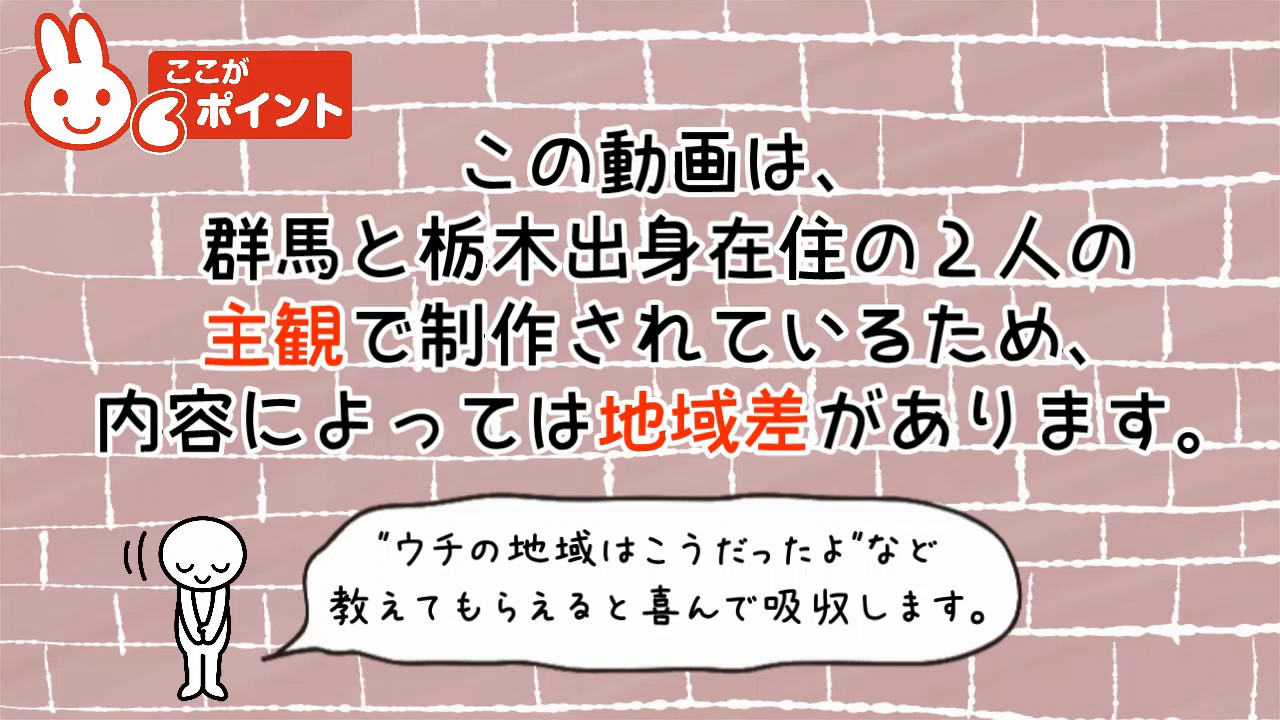 ここが
ポイント
この動画は、
群馬と栃木出身在住の２人の
主観で制作されているため、
内容によっては地域差があります。
"ウチの地域はこうだったよ"など
教えてもらえると喜んで吸収します。